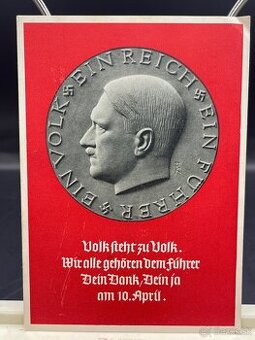 EIN VOLK EIN REICH EIN FÜHRER
Volk steht zu Volk.
Wir alle gehören dem Führer
Dein Dank, Dein ja
am 10. April.